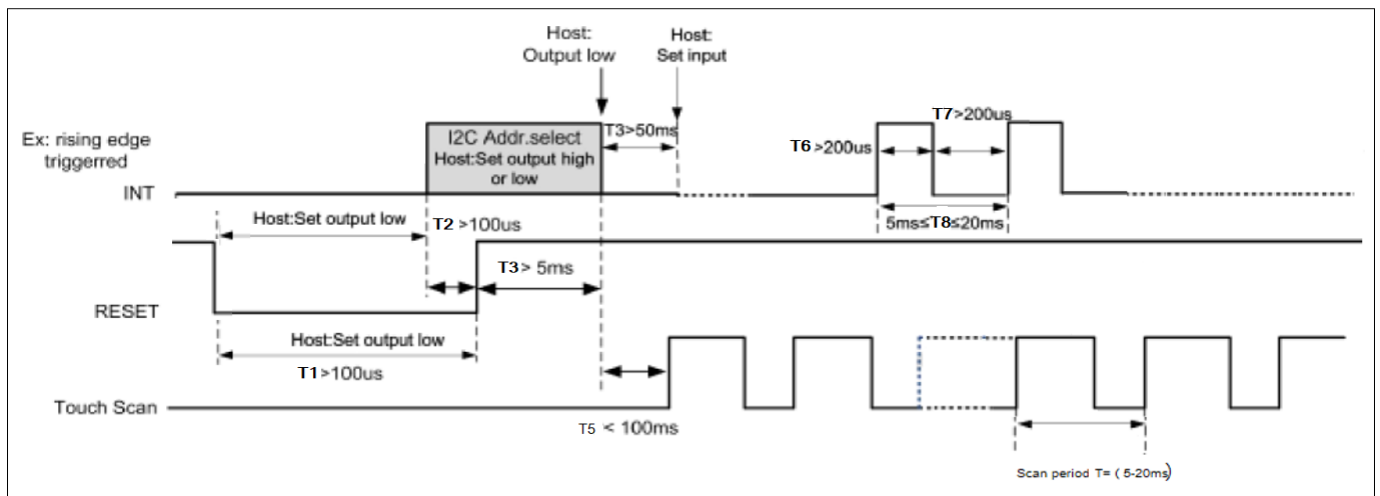 Host:
Output low
Host:
Set input
Ex: rising edge
triggerred
INT
I2C Addr.select
Host:Set output high
or low
T3>50ms
T6 >200us
T7>200us
5ms≤T8≤20ms
Host:Set output low
T2 >100us
T3> 5ms
RESET
Host:Set output low
T1>100us
Touch Scan
T5 < 100ms
Scan period T= ( 5-20ms)